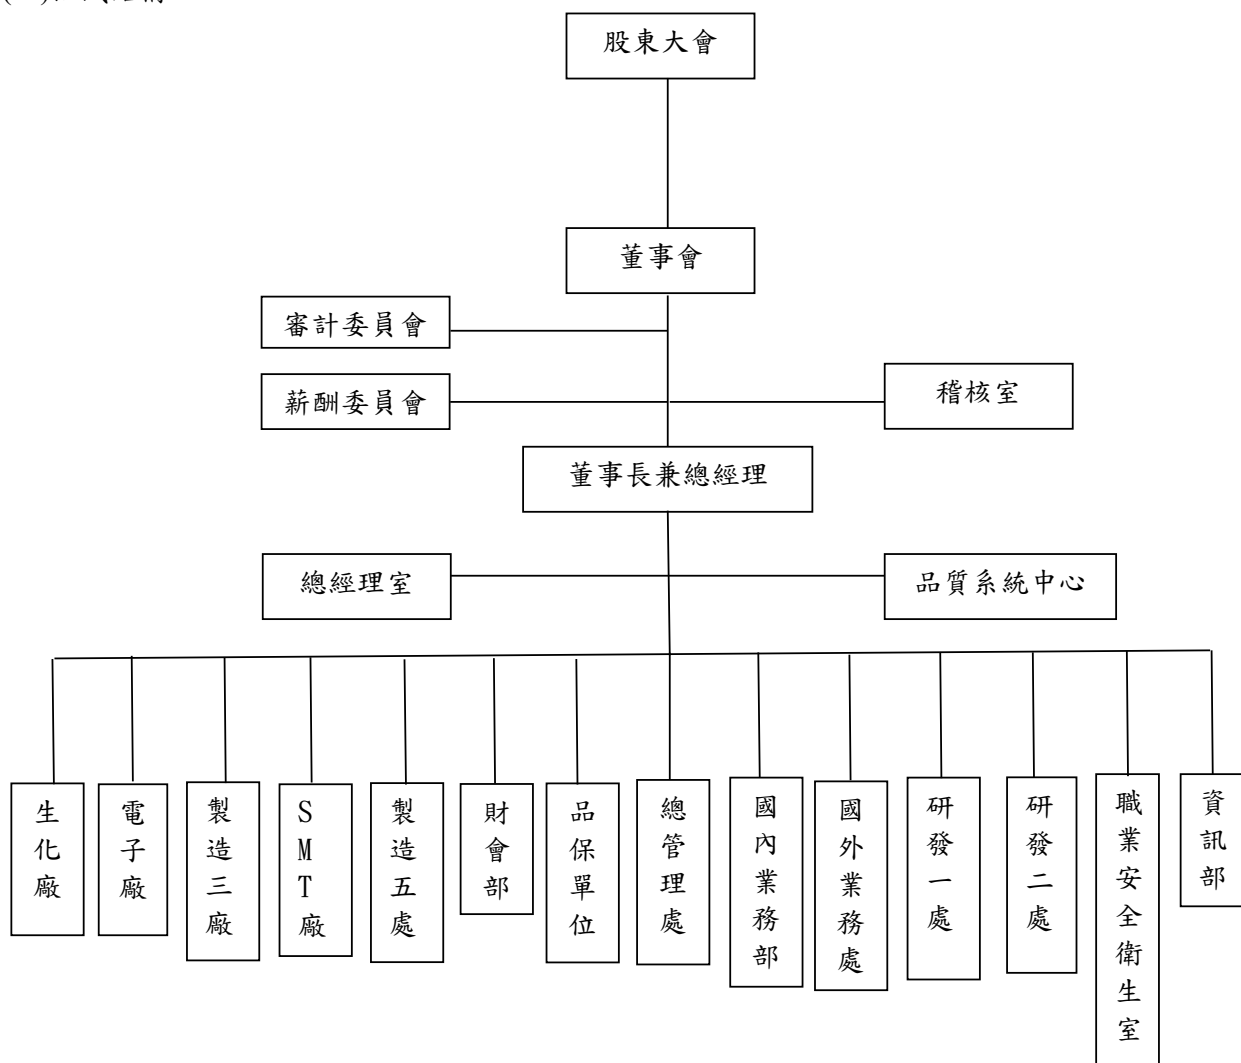 股東大會
董事會
審計委員會
薪酬委員會
稽核室
董事長兼總經理
總經理室
品質系統中心
生化廠
電子廠
製造三廠
SMT廠
製造五處
財會部
品保單位
總管理處
國內業務部
國外業務處
研發一處
研發二處
職業安全衛生室
資訊部